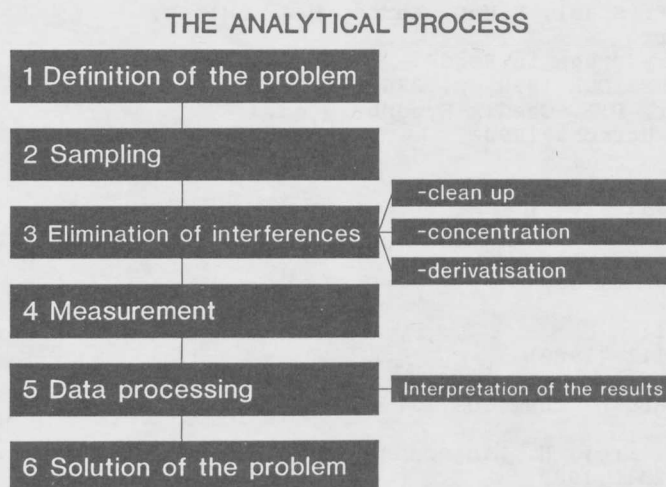 THE ANALYTICAL PROCESS
1 Definition of the problem
2 Sampling
3 Elimination of interferences
-clean up
-concentration
-derivatisation
4 Measurement
5 Data processing
Interpretation of the results
6 Solution of the problem